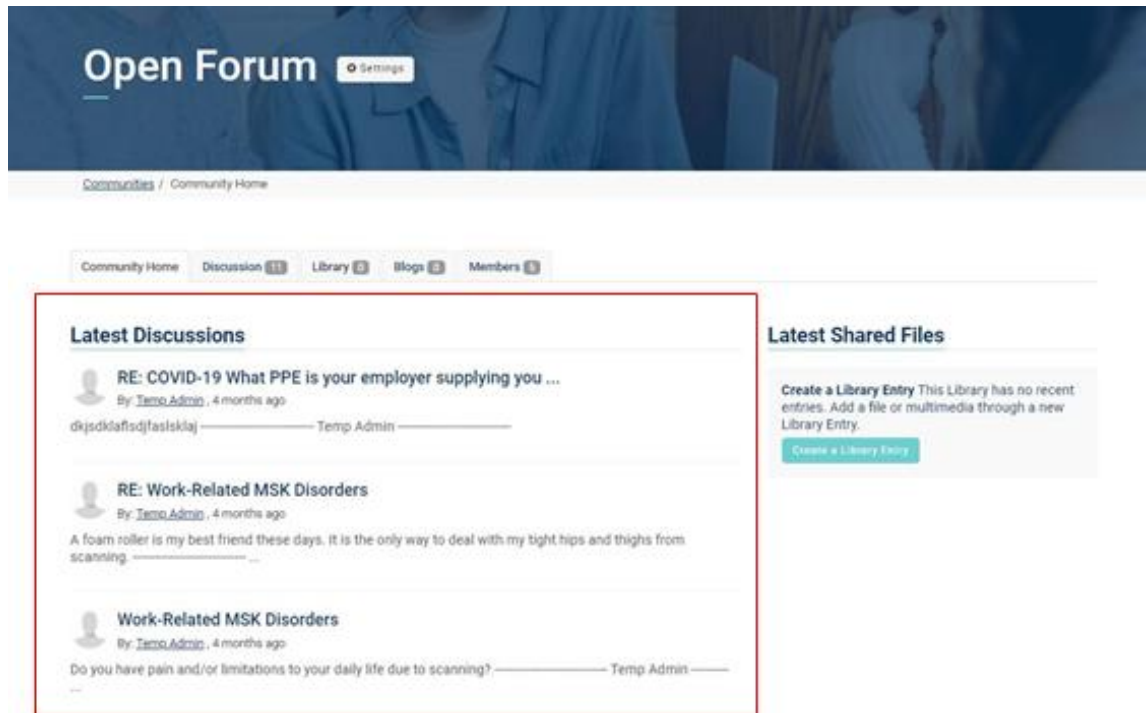 Open Forum
Settings
Communities / Community Home
Community Home
Discussion 11
Library 0
Blogs 0
Members
Latest Discussions
RE: COVID-19 What PPE is your employer supplying you ...
By: Temp Admin , 4 months ago
----------------------------- Temp Admin -----------------------------
RE: Work-Related MSK Disorders
By: Temp Admin , 4 months ago
A foam roller is my best friend these days. It is the only way to deal with my tight hips and thighs from
scanning. ----------------------------- ...
Work-Related MSK Disorders
By: Temp Admin , 4 months ago
Do you have pain and/or limitations to your daily life due to scanning? ----------------------------- Temp Admin ---------
...
Latest Shared Files
Create a Library Entry This Library has no recent
entries. Add a file or multimedia through a new
Library Entry.
Create a Library Entry